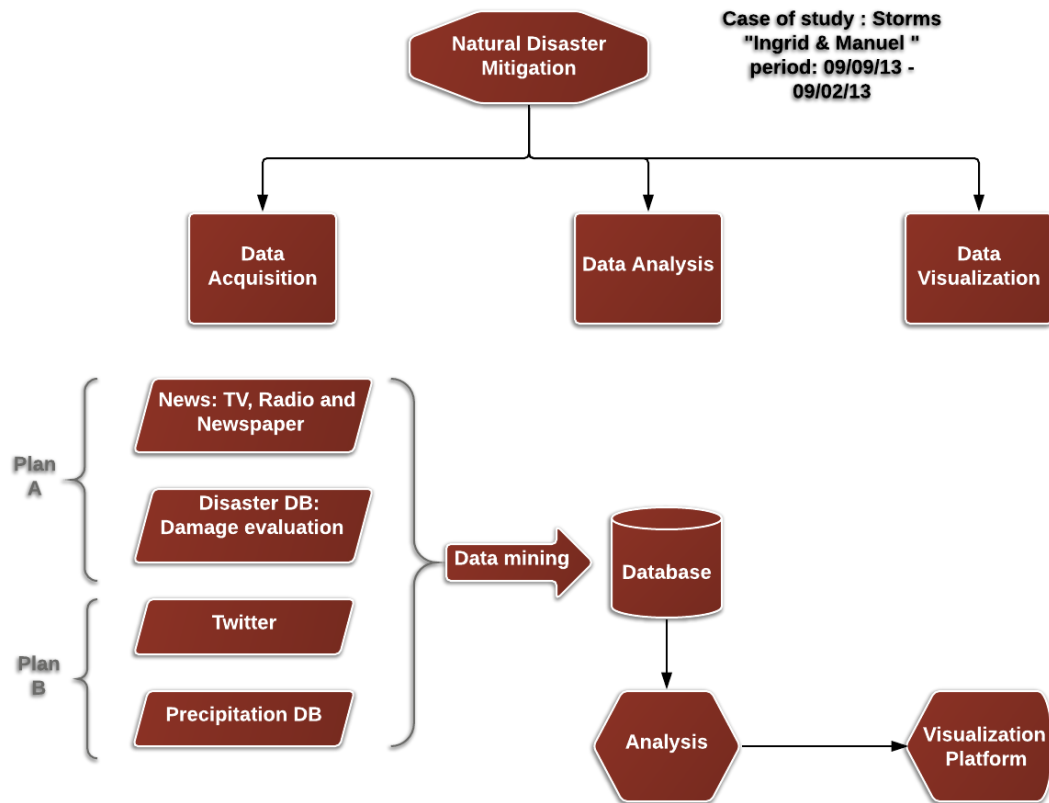 Natural Disaster
Mitigation
Case of study : Storms
"Ingrid & Manuel "
period: 09/09/13 -
09/02/13
Data
Acquisition
Data Analysis
Data
Visualization
Plan
A
News: TV, Radio and
Newspaper
Disaster DB:
Damage evaluation
Plan
B
Twitter
Precipitation DB
Data mining
Database
Analysis
Visualization
Platform